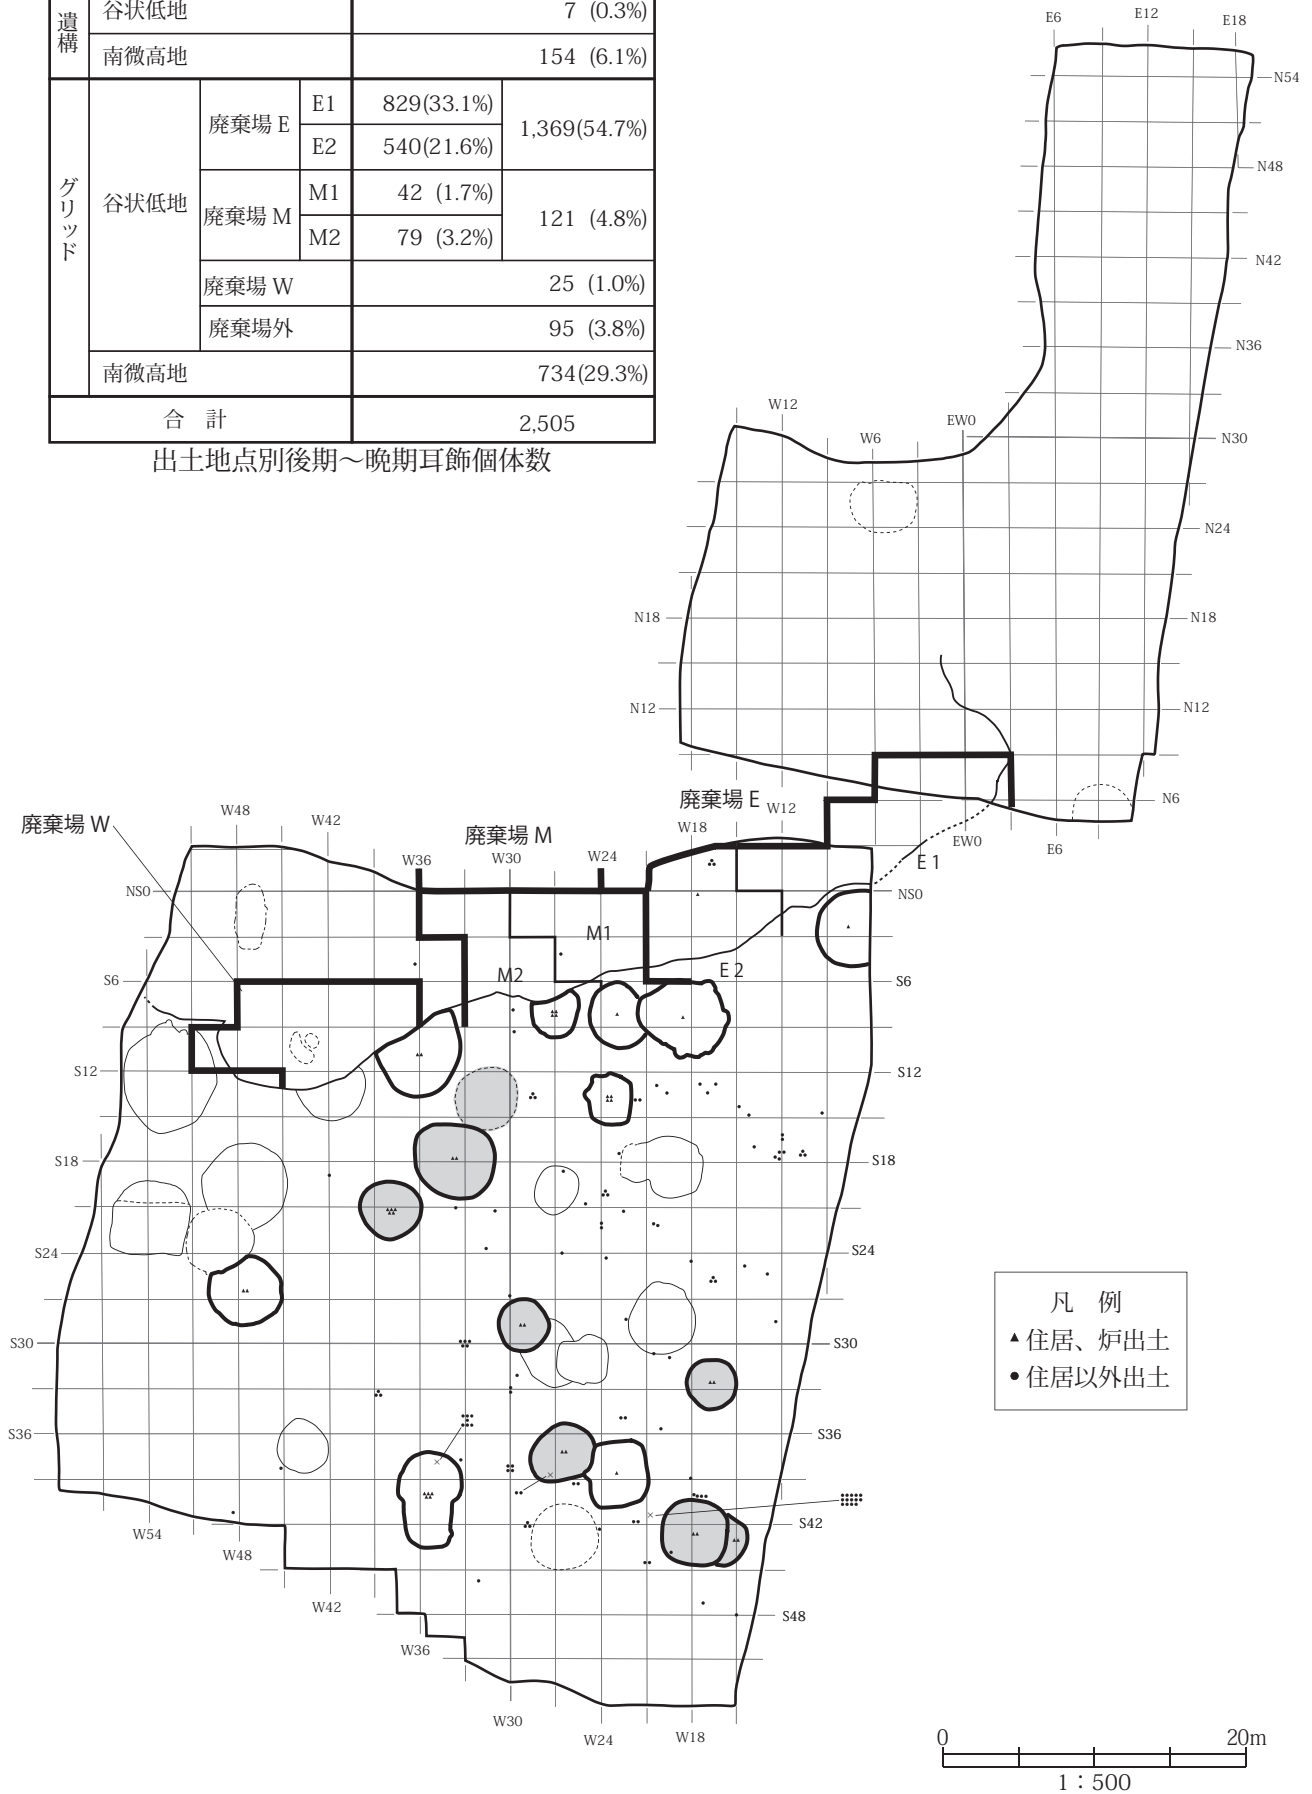 遺構 谷状低地 7 (0.3%)
南微高地 154 (6.1%)
グリッド 谷状低地 廃棄場 E E1 829(33.1%) 1,369(54.7%)
E2 540(21.6%)
廃棄場 M M1 42 (1.7%) 121 (4.8%)
M2 79 (3.2%)
廃棄場 W 25 (1.0%)
廃棄場外 95 (3.8%)
南微高地 734(29.3%)
合 計 2,505
出土地点別後期〜晩期耳飾個体数
E6 E12 E18
N54
N48
N42
N36
W12
W6
EW0
N30
N24
N18 N18
N12 N12
N6
EW0
E6
廃棄場 E W12
W18
廃棄場 W
W48
W42
廃棄場 M
W36
W30
W24
E 1
NS0 NS0
M1
M2
E 2
S6 S6
S12 S12
S18 S18
S24 S24
S30 S30
S36 S36
S42
S48
W54
W48
W42
W36
W30
W24
W18
凡 例
▲住居、炉出土
●住居以外出土
0 20m
1：500